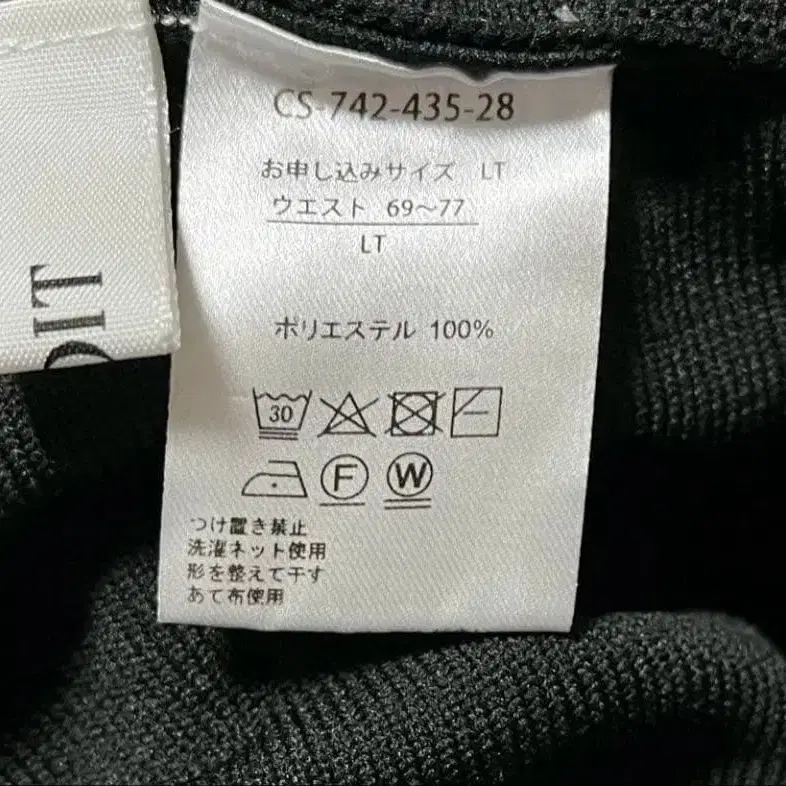 CS-742-435-28
お申し込みサイズ LT
ウエスト 69〜77
LT
ポリエステル 100%
30
F W
つけ置き禁止
洗濯ネット使用
形を整えて干す
あて布使用